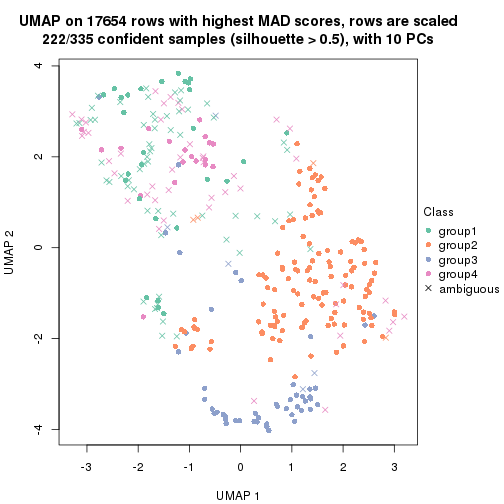 UMAP on 17654 rows with highest MAD scores, rows are scaled
222/335 confident samples (silhouette > 0.5), with 10 PCs
4
2
0
-2
-4
UMAP 2
-3 -2 -1 0 1 2 3
UMAP 1
Class
group1
group2
group3
group4
ambiguous